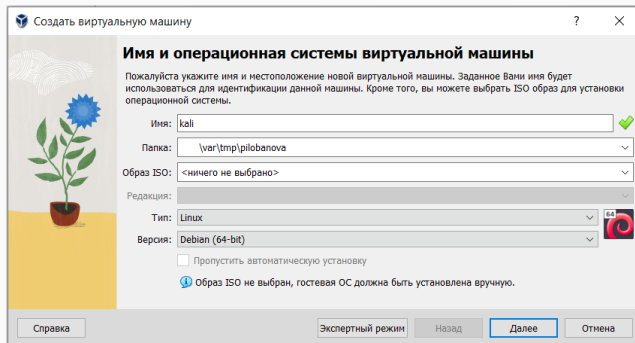 Создать виртуальную машину
Имя и операционная системы виртуальной машины
Пожалуйста укажите имя и местоположение новой виртуальной машины. Заданное Вами имя будет
использоваться для идентификации данной машины. Кроме того, вы можете выбрать ISO образ для установки
операционной системы.
Имя: kali
Папка: \var\tmp\pilobanova
Образ ISO: <ничего не выбрано>
Редакция:
Тип: Linux
64
Версия: Debian (64-bit)
Пропустить автоматическую установку
Образ ISO не выбран, гостевая ОС должна быть установлена вручную.
Справка Экспертный режим Назад Далее Отмена